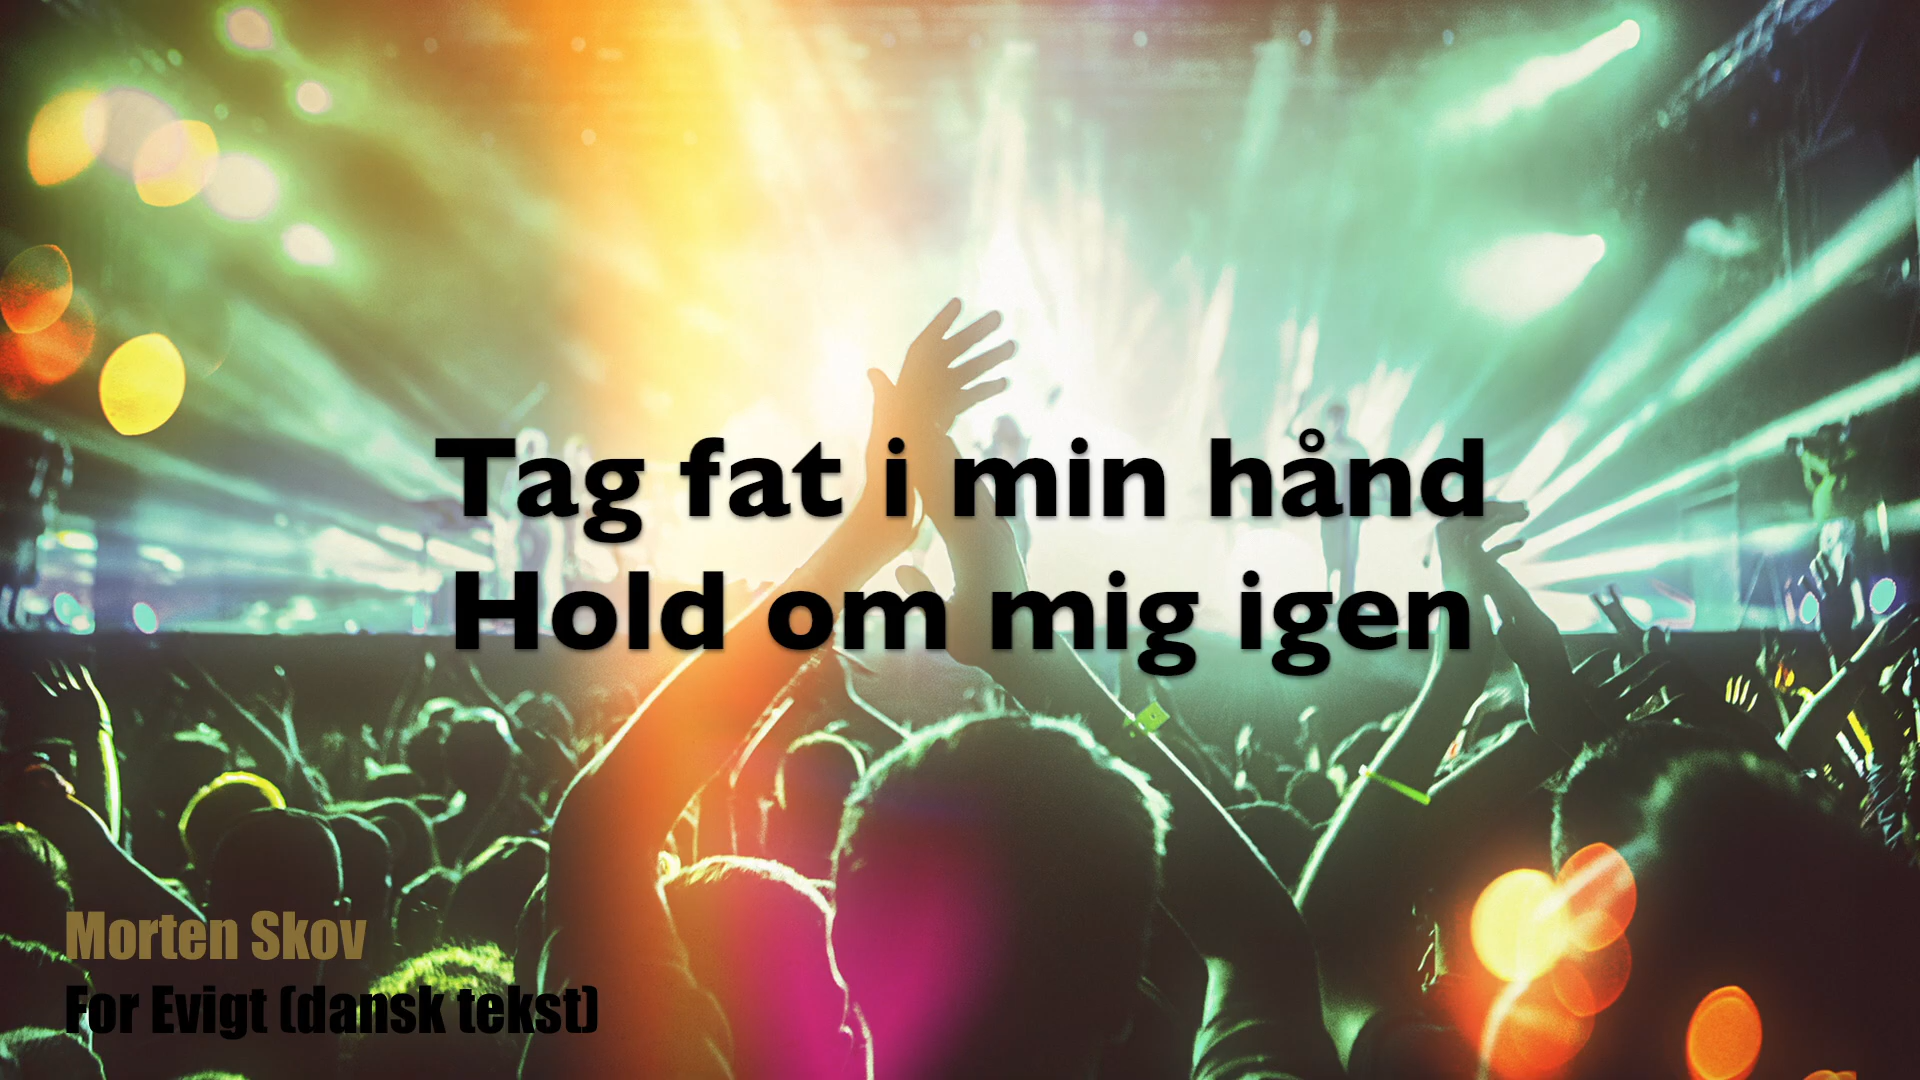 Tag fat i min hånd
Hold om mig igen
Morten Skov
For Evigt (dansk tekst)